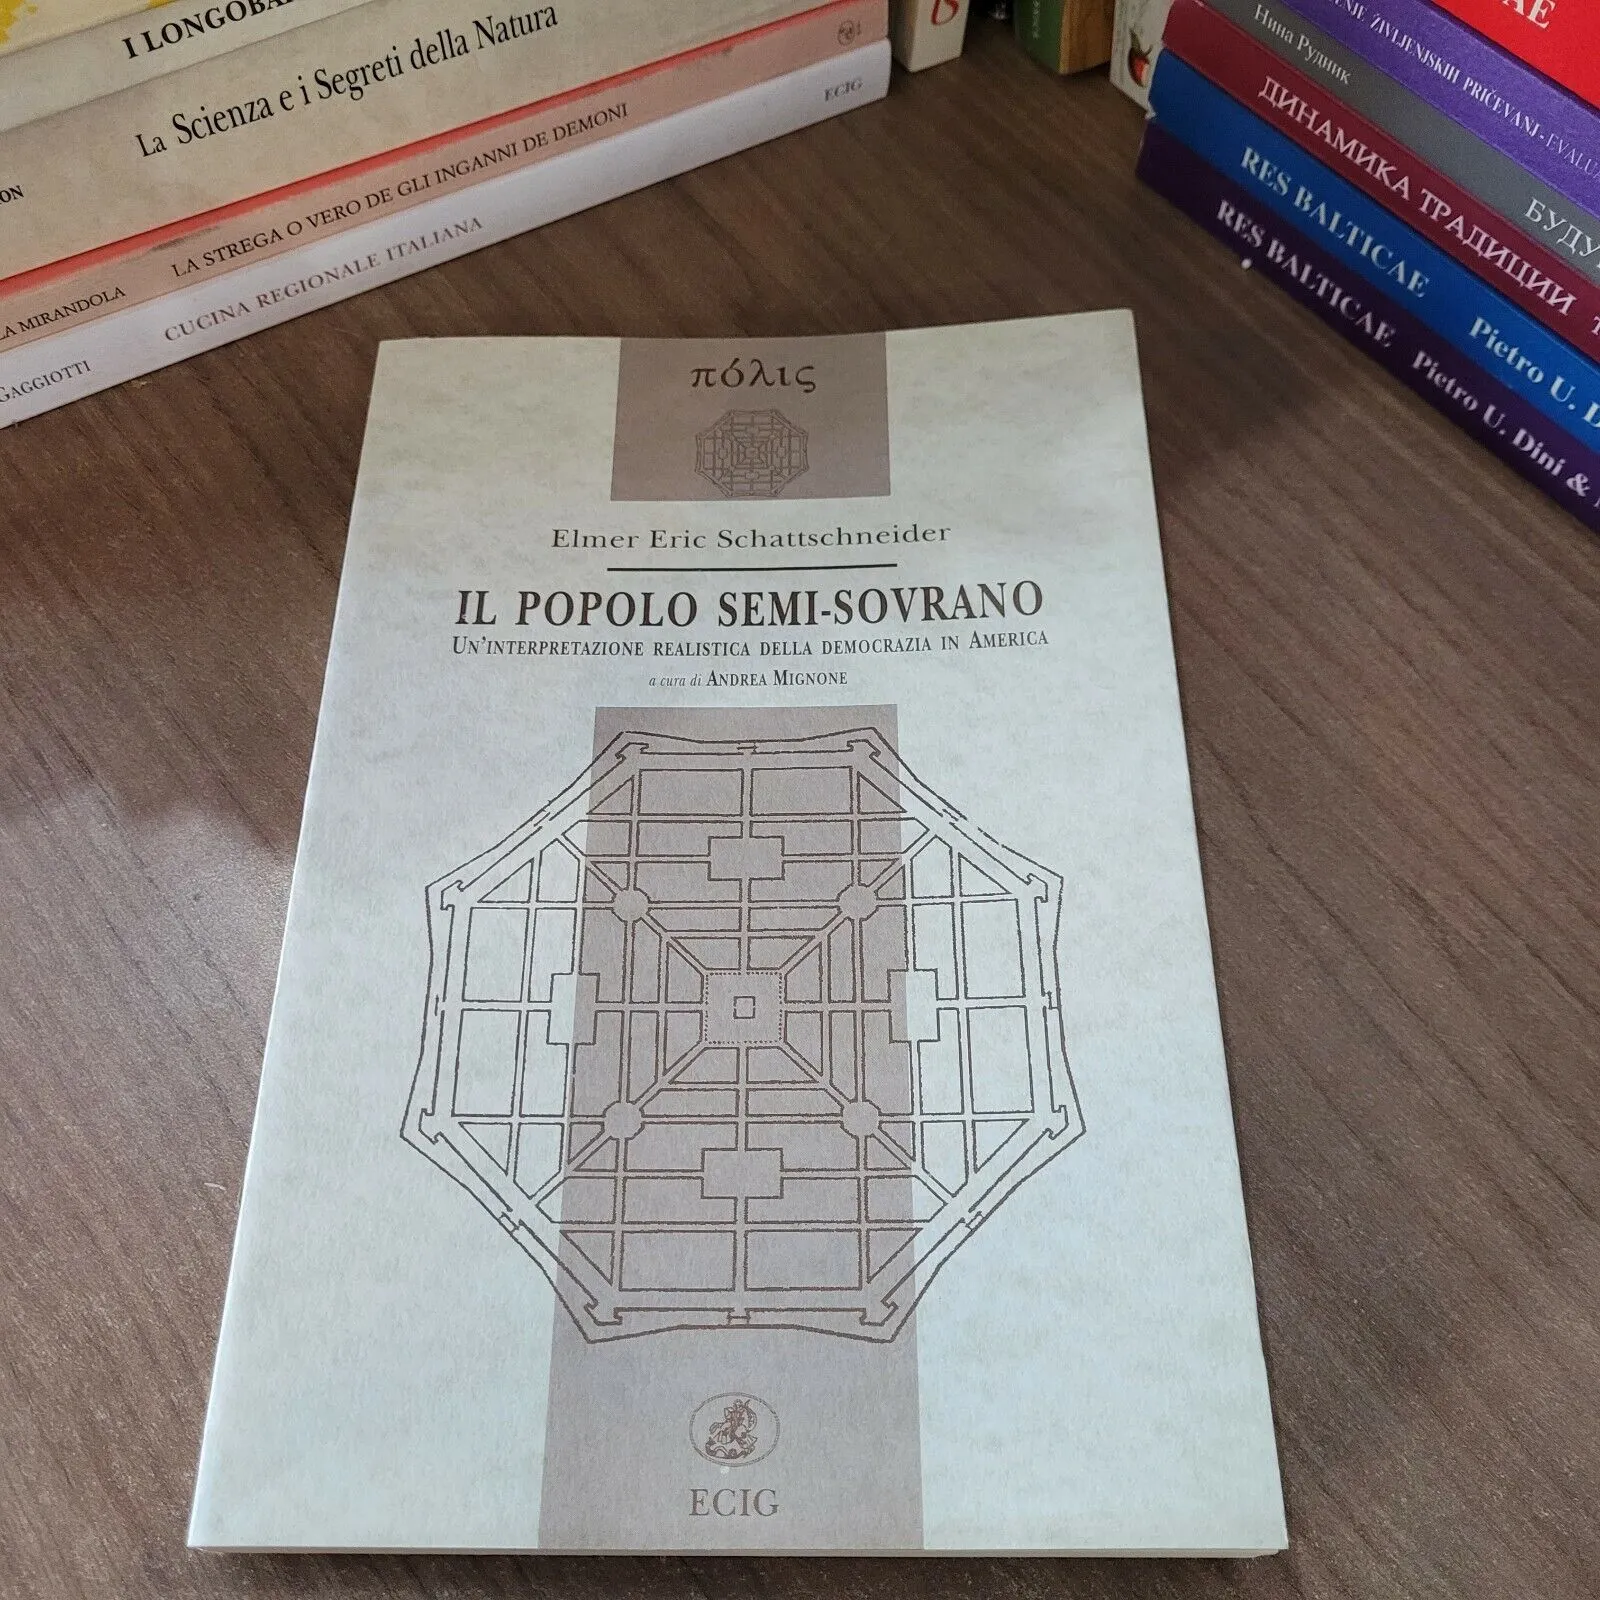 I LONGOBA
La Scienza e i Segreti della Natura
ON
LA STREGA O VERO DE GLI INGANNI DE DEMONI
LA MIRANDOLA
CUCINA REGIONALE ITALIANA
ECIG
GAGGIOTTI
AE
ŽIVLJENJSKIH PRIČEVANJ - EVALUA
Нина Рудник
БУДУ
ДИНАМИКА ТРАДИЦИИ
RES BALTICAE
Pietro U. D
RES BALTICAE
Pietro U. Dini &
πόλις
Elmer Eric Schattschneider
IL POPOLO SEMI-SOVRANO
UN'INTERPRETAZIONE REALISTICA DELLA DEMOCRAZIA IN AMERICA
a cura di ANDREA MIGNONE
ECIG